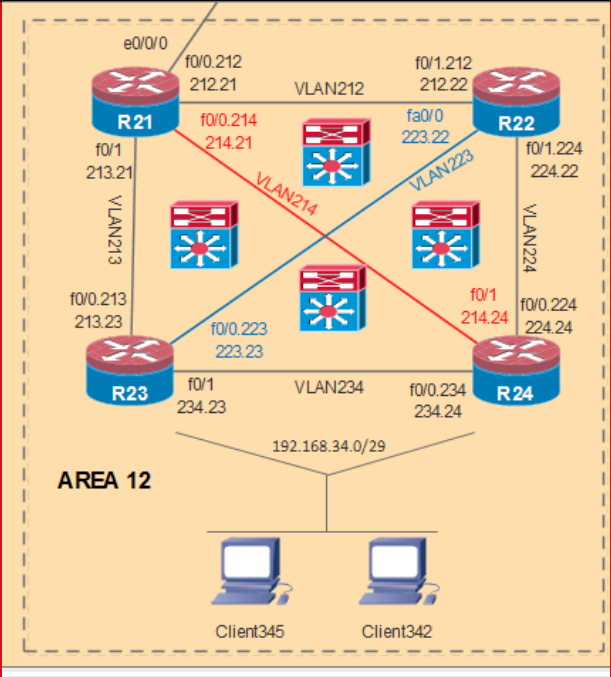 e0/0/0
f0/0.212
212.21
f0/1.212
212.22
VLAN212
R21
R22
f0/0.214
214.21
fa0/0
223.22
f0/1
213.21
f0/1.224
224.22
VLAN214
VLAN223
VLAN213
VLAN224
f0/0.213
213.23
f0/0.223
223.23
f0/1
214.24
f0/0.224
224.24
R23
R24
f0/1
234.23
VLAN234
f0/0.234
234.24
192.168.34.0/29
AREA 12
Client345
Client342